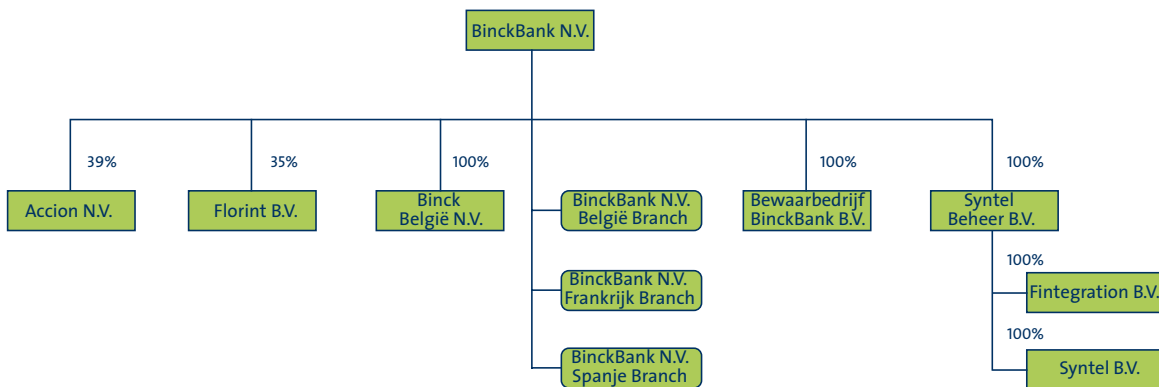 BinckBank N.V.
39%
35%
100%
100%
100%
Accion N.V.
Florint B.V.
Binck
België N.V.
BinckBank N.V.
België Branch
Bewaarbedrijf
BinckBank B.V.
Syntel
Beheer B.V.
100%
BinckBank N.V.
Frankrijk Branch
Fintegration B.V.
100%
BinckBank N.V.
Spanje Branch
Syntel B.V.